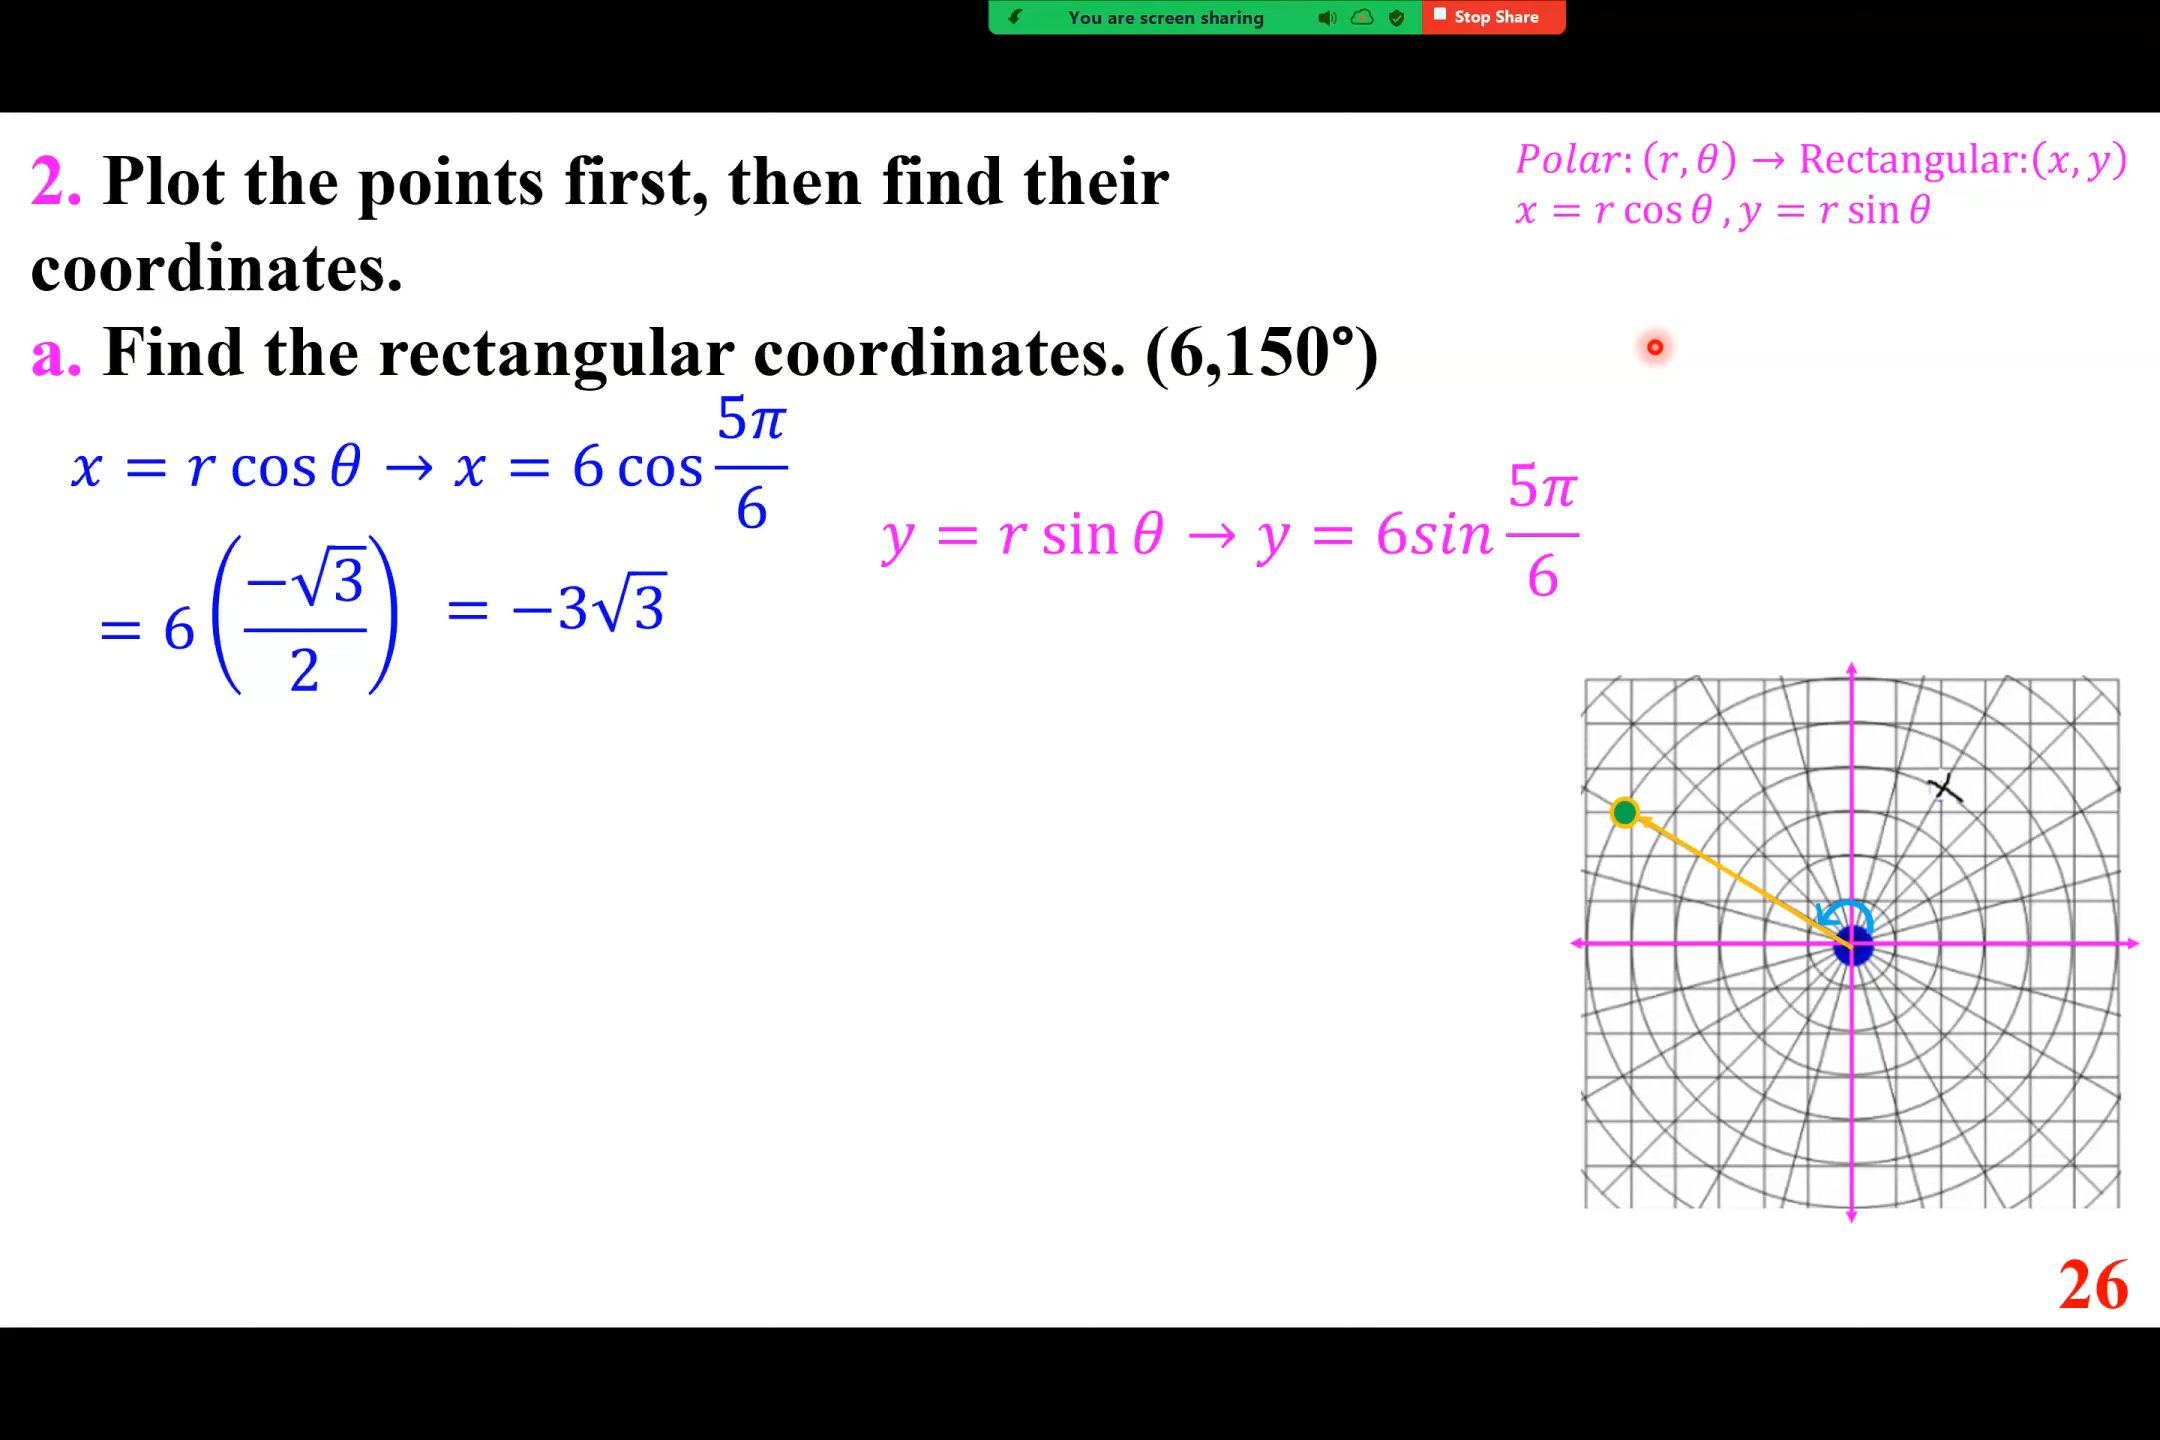 You are screen sharing Stop Share
2. Plot the points first, then find their
coordinates.
Polar: (r, θ) → Rectangular:(x, y)
x = r cos θ , y = r sin θ
a. Find the rectangular coordinates. (6,150°)
x = r cos θ → x = 6 cos 5π/6
= 6(−√3/2) = −3√3
y = r sin θ → y = 6sin 5π/6
26